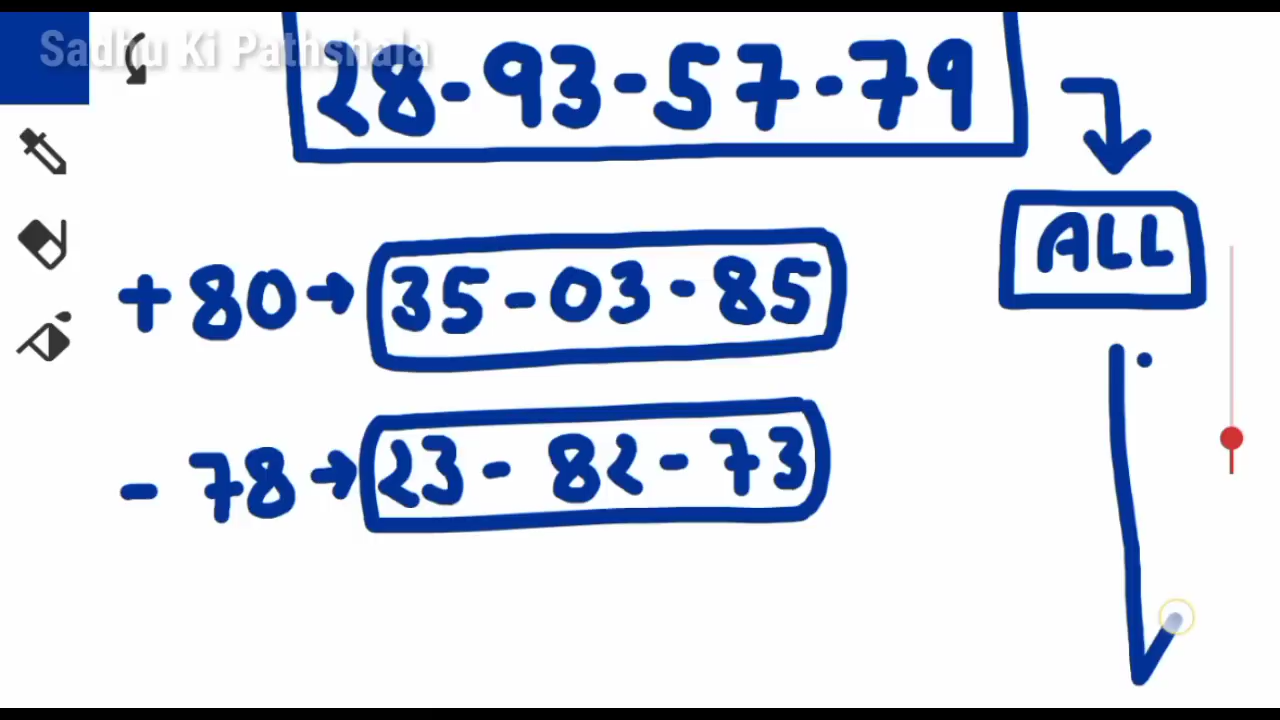 Sadhu Ki Pathshala
28-93-57-79
ALL
+80→35-03-85
-78→23-82-73